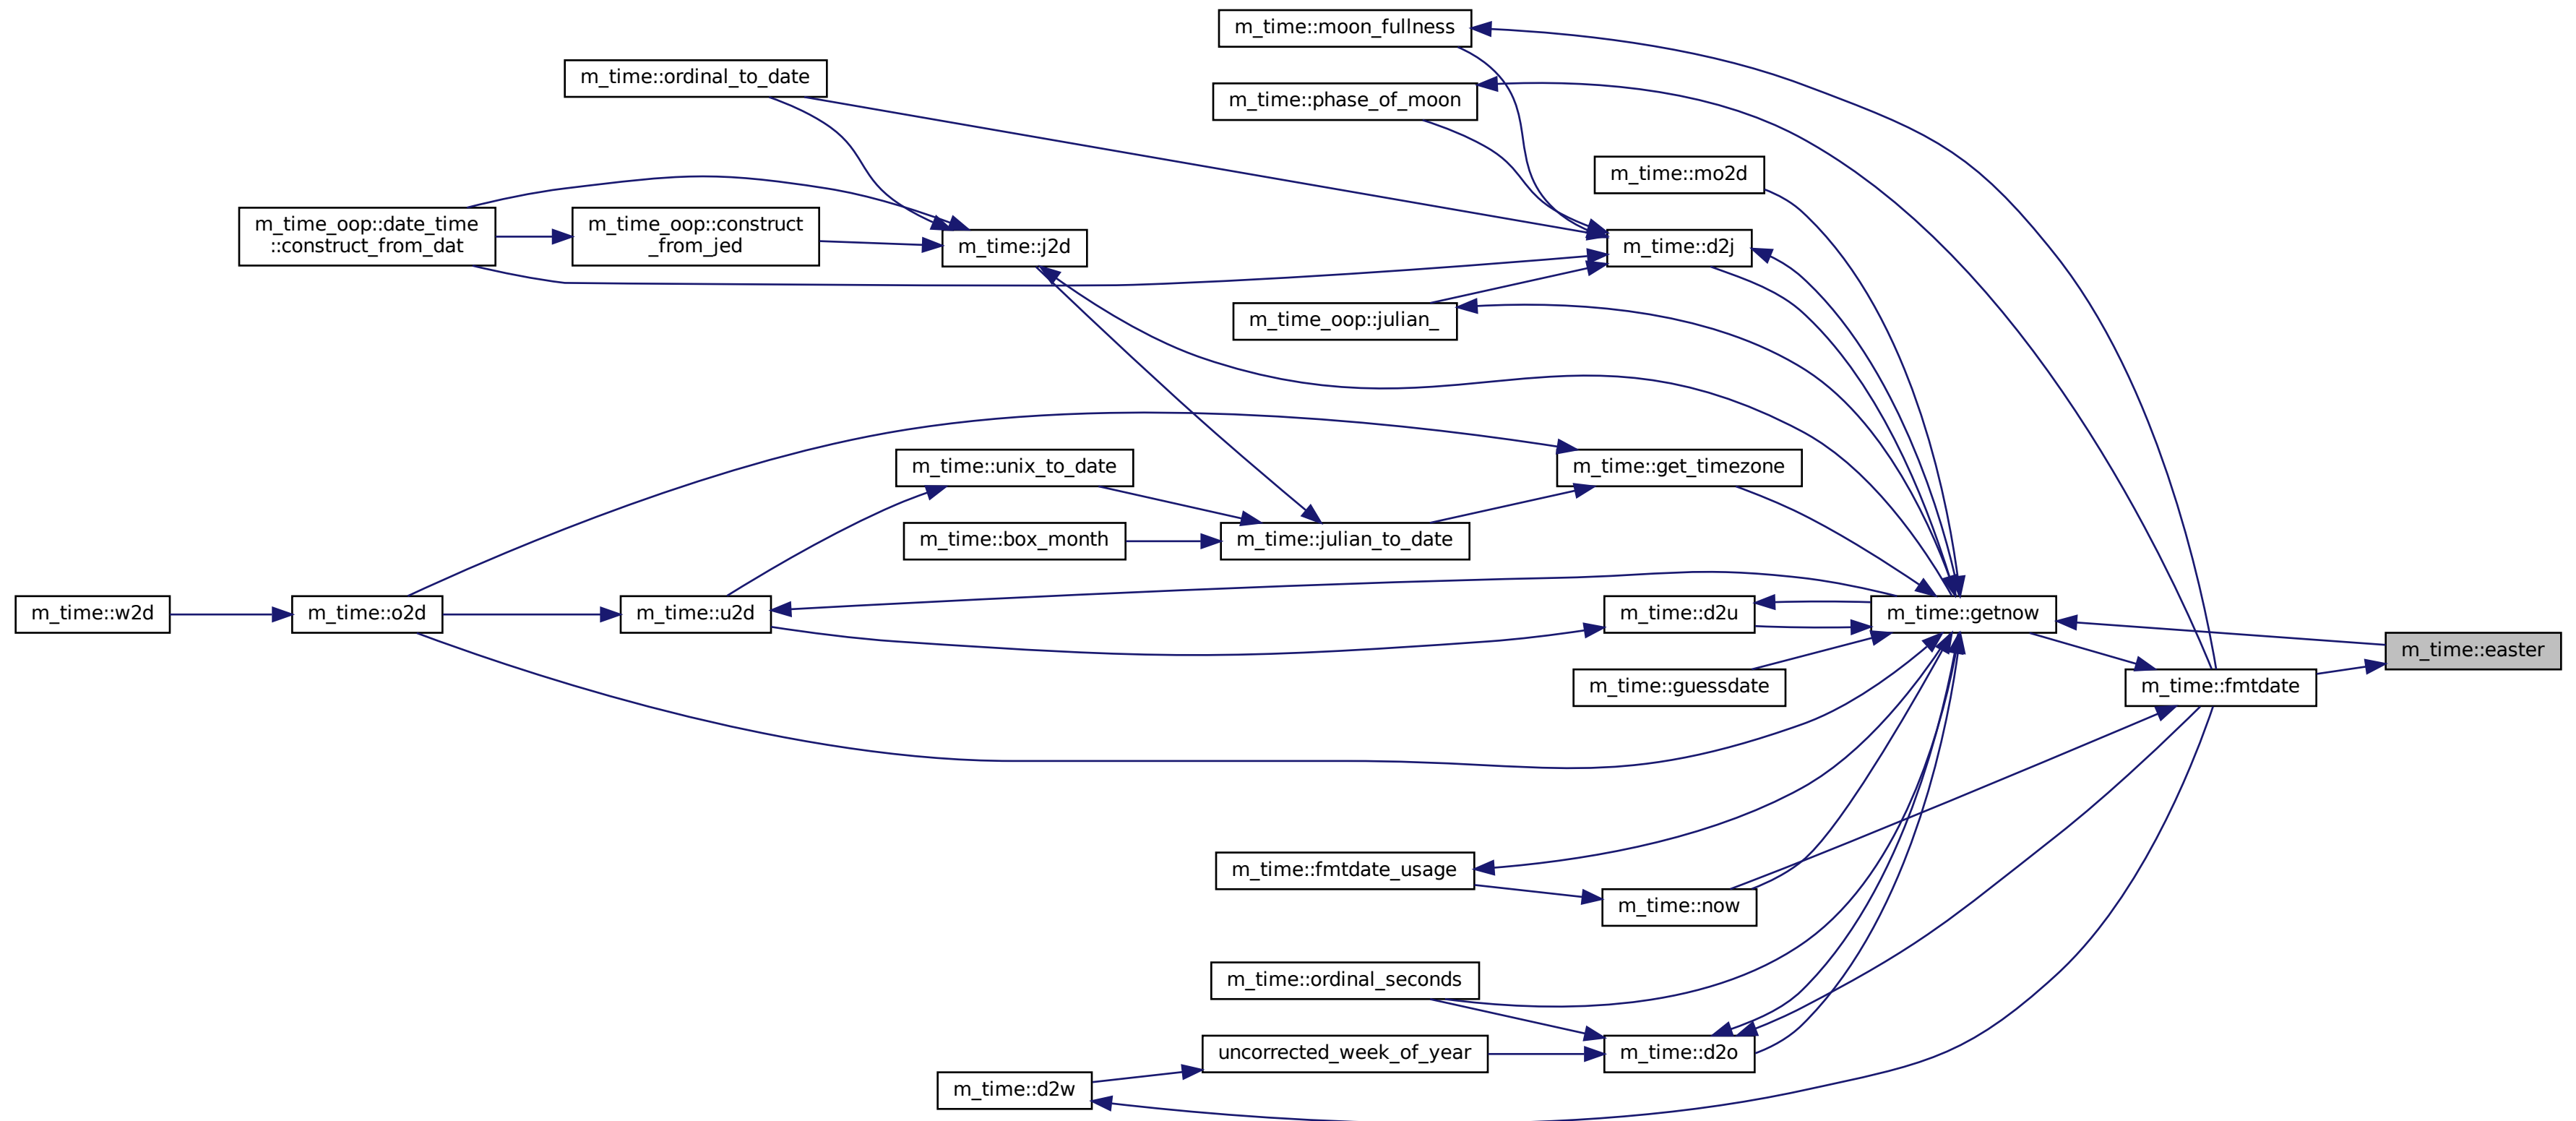 m_time::moon_fullness
m_time::ordinal_to_date
m_time::phase_of_moon
m_time::mo2d
m_time_oop::date_time
::construct_from_dat
m_time_oop::construct
_from_jed
m_time::j2d
m_time::d2j
m_time_oop::julian_
m_time::unix_to_date
m_time::get_timezone
m_time::box_month
m_time::julian_to_date
m_time::w2d
m_time::o2d
m_time::u2d
m_time::d2u
m_time::getnow
m_time::easter
m_time::guessdate
m_time::fmtdate
m_time::fmtdate_usage
m_time::now
m_time::ordinal_seconds
uncorrected_week_of_year
m_time::d2o
m_time::d2w